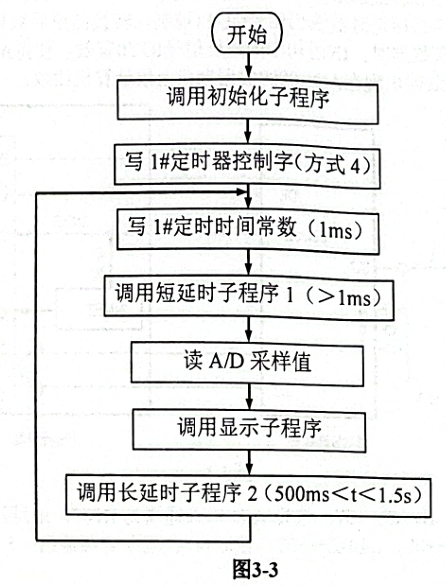 开始
调用初始化子程序
写 1#定时器控制字(方式 4)
写 1#定时时间常数（1ms）
调用短延时子程序 1（>1ms）
读 A/D 采样值
调用显示子程序
调用长延时子程序 2（500ms＜t＜1.5s）
图3-3